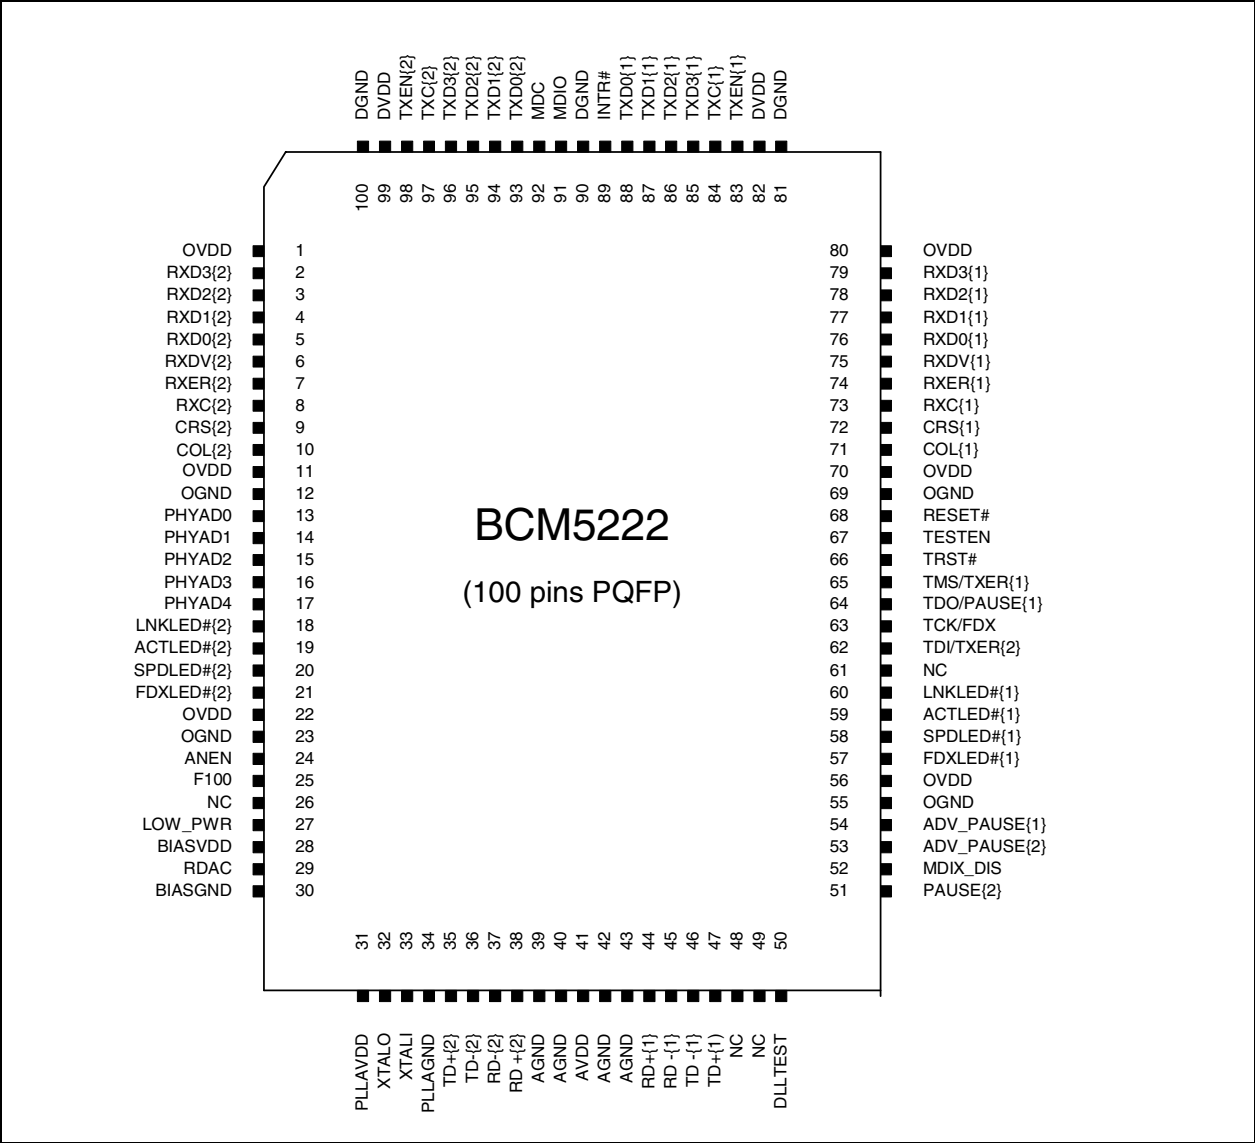 DGND
DVDD
TXEN{2}
TXC{2}
TXD3{2}
TXD2{2}
TXD1{2}
TXD0{2}
MDC
MDIO
DGND
INTR#
TXD0{1}
TXD1{1}
TXD2{1}
TXD3{1}
TXC{1}
TXEN{1}
DVDD
DGND
100
99
98
97
96
95
94
93
92
91
90
89
88
87
86
85
84
83
82
81
OVDD 1 80 OVDD
RXD3{2} 2 79 RXD3{1}
RXD2{2} 3 78 RXD2{1}
RXD1{2} 4 77 RXD1{1}
RXD0{2} 5 76 RXD0{1}
RXDV{2} 6 75 RXDV{1}
RXER{2} 7 74 RXER{1}
RXC{2} 8 73 RXC{1}
CRS{2} 9 72 CRS{1}
COL{2} 10 71 COL{1}
OVDD 11 70 OVDD
OGND 12 69 OGND
PHYAD0 13 68 RESET#
BCM5222
PHYAD1 14 67 TESTEN
PHYAD2 15 66 TRST#
PHYAD3 16 65 TMS/TXER{1}
(100 pins PQFP)
PHYAD4 17 64 TDO/PAUSE{1}
LNKLED#{2} 18 63 TCK/FDX
ACTLED#{2} 19 62 TDI/TXER{2}
SPDLED#{2} 20 61 NC
FDXLED#{2} 21 60 LNKLED#{1}
OVDD 22 59 ACTLED#{1}
OGND 23 58 SPDLED#{1}
ANEN 24 57 FDXLED#{1}
F100 25 56 OVDD
NC 26 55 OGND
LOW_PWR 27 54 ADV_PAUSE{1}
BIASVDD 28 53 ADV_PAUSE{2}
RDAC 29 52 MDIX_DIS
BIASGND 30 51 PAUSE{2}
31
32
33
34
35
36
37
38
39
40
41
42
43
44
45
46
47
48
49
50
PLLAVDD
XTALO
XTALI
PLLAGND
TD+{2}
TD-{2}
RD-{2}
RD +{2}
AGND
AGND
AVDD
AGND
AGND
RD+{1}
RD -{1}
TD -{1}
TD+{1)
NC
NC
DLLTEST